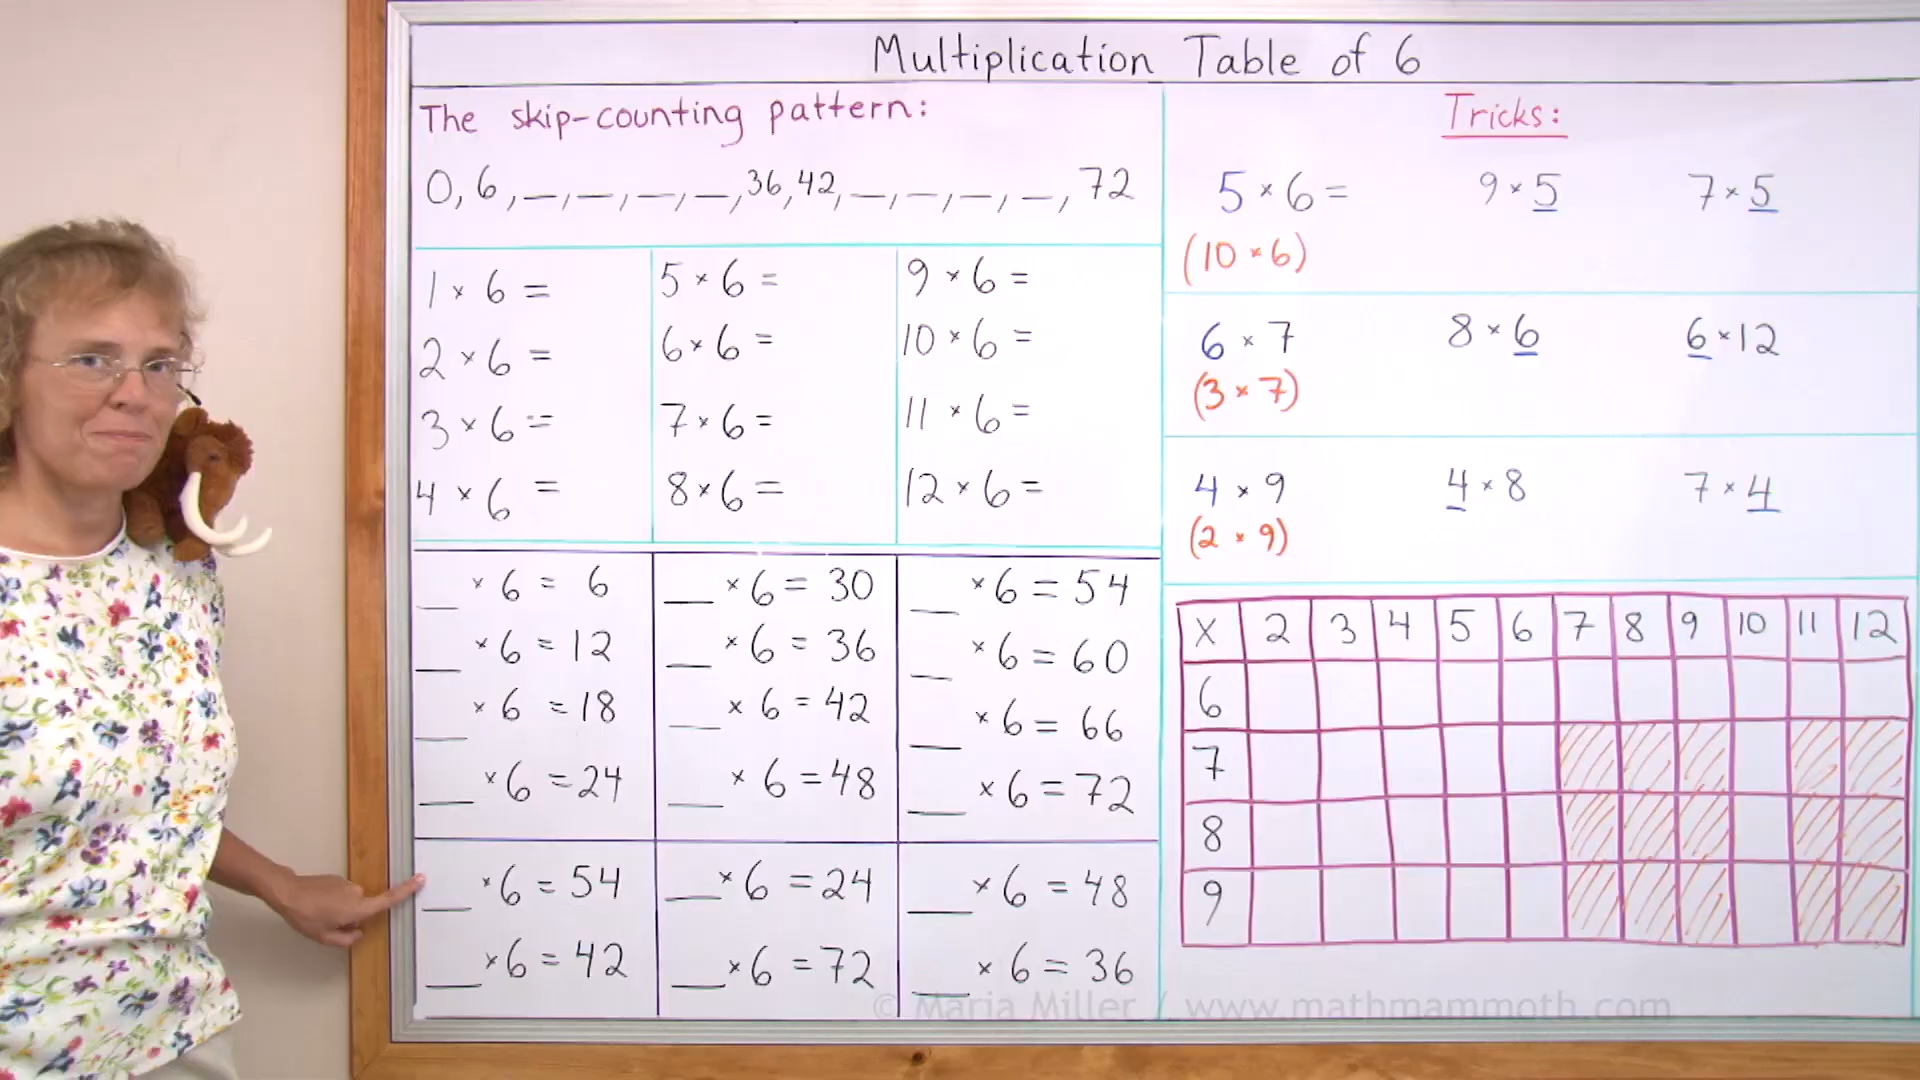 Multiplication Table of 6
The skip-counting pattern:
0, 6, __, __, __, __, 36, 42, __, __, __, __, 72
1 × 6 =
2 × 6 =
3 × 6 =
4 × 6 =
5 × 6 =
6 × 6 =
7 × 6 =
8 × 6 =
9 × 6 =
10 × 6 =
11 × 6 =
12 × 6 =
__ × 6 = 6
__ × 6 = 12
__ × 6 = 18
__ × 6 = 24
__ × 6 = 30
__ × 6 = 36
__ × 6 = 42
__ × 6 = 48
__ × 6 = 54
__ × 6 = 60
__ × 6 = 66
__ × 6 = 72
__ × 6 = 54
__ × 6 = 42
__ × 6 = 24
__ × 6 = 72
__ × 6 = 48
__ × 6 = 36
Tricks:
5 × 6 = 9 × 5 7 × 5
(10 × 6)
6 × 7 8 × 6 6 × 12
(3 × 7)
4 × 9 4 × 8 7 × 4
(2 × 9)
X 2 3 4 5 6 7 8 9 10 11 12
6
7
8
9
© Maria Miller / www.mathmammoth.com